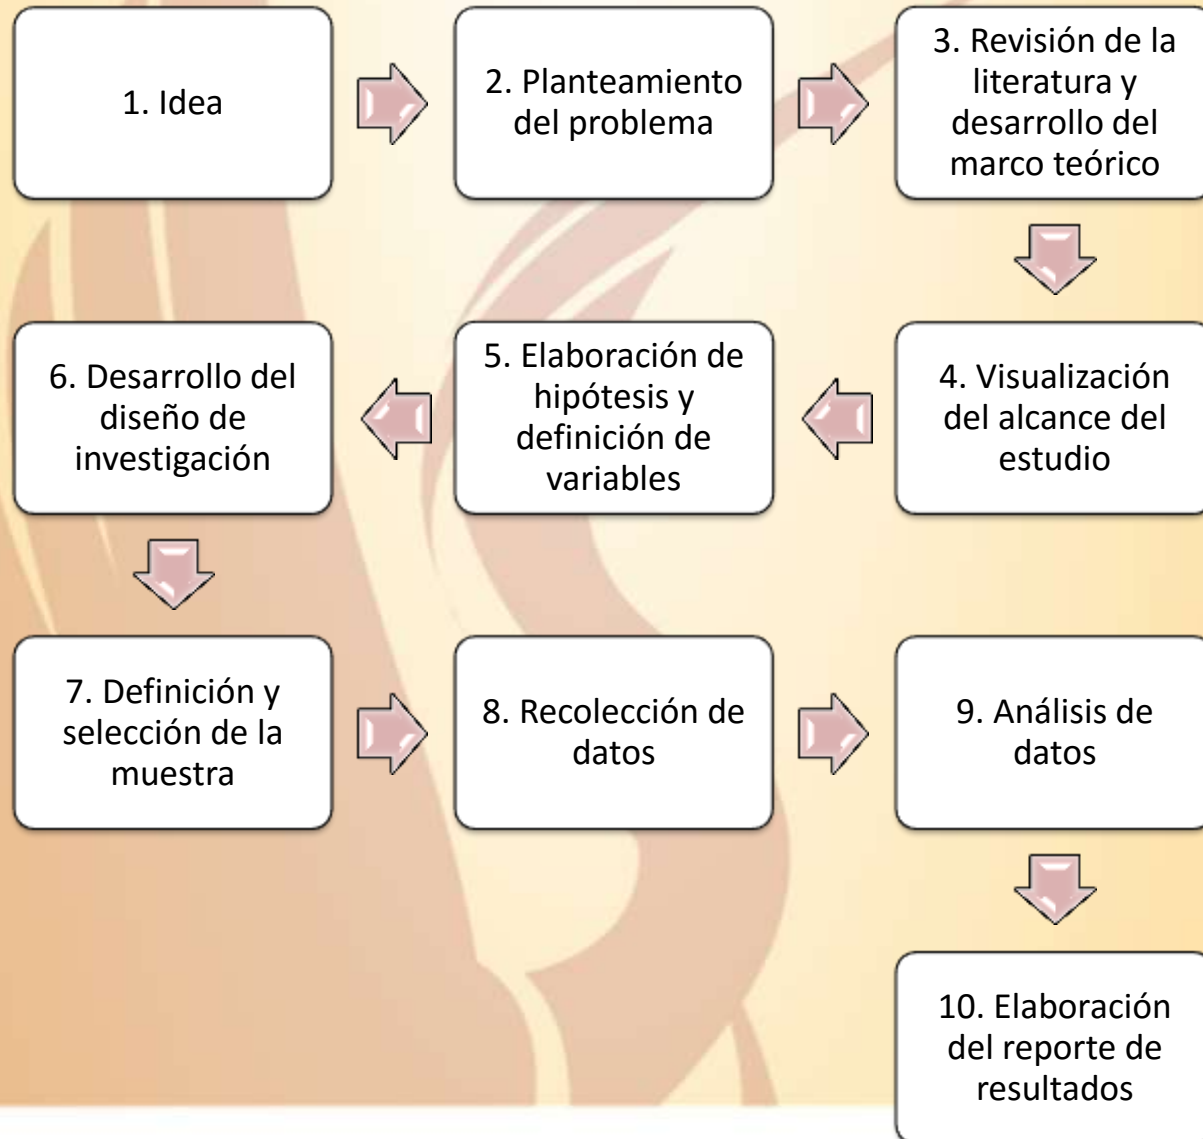 1. Idea
2. Planteamiento
del problema
3. Revisión de la
literatura y
desarrollo del
marco teórico
4. Visualización
del alcance del
estudio
5. Elaboración de
hipótesis y
definición de
variables
6. Desarrollo del
diseño de
investigación
7. Definición y
selección de la
muestra
8. Recolección de
datos
9. Análisis de
datos
10. Elaboración
del reporte de
resultados